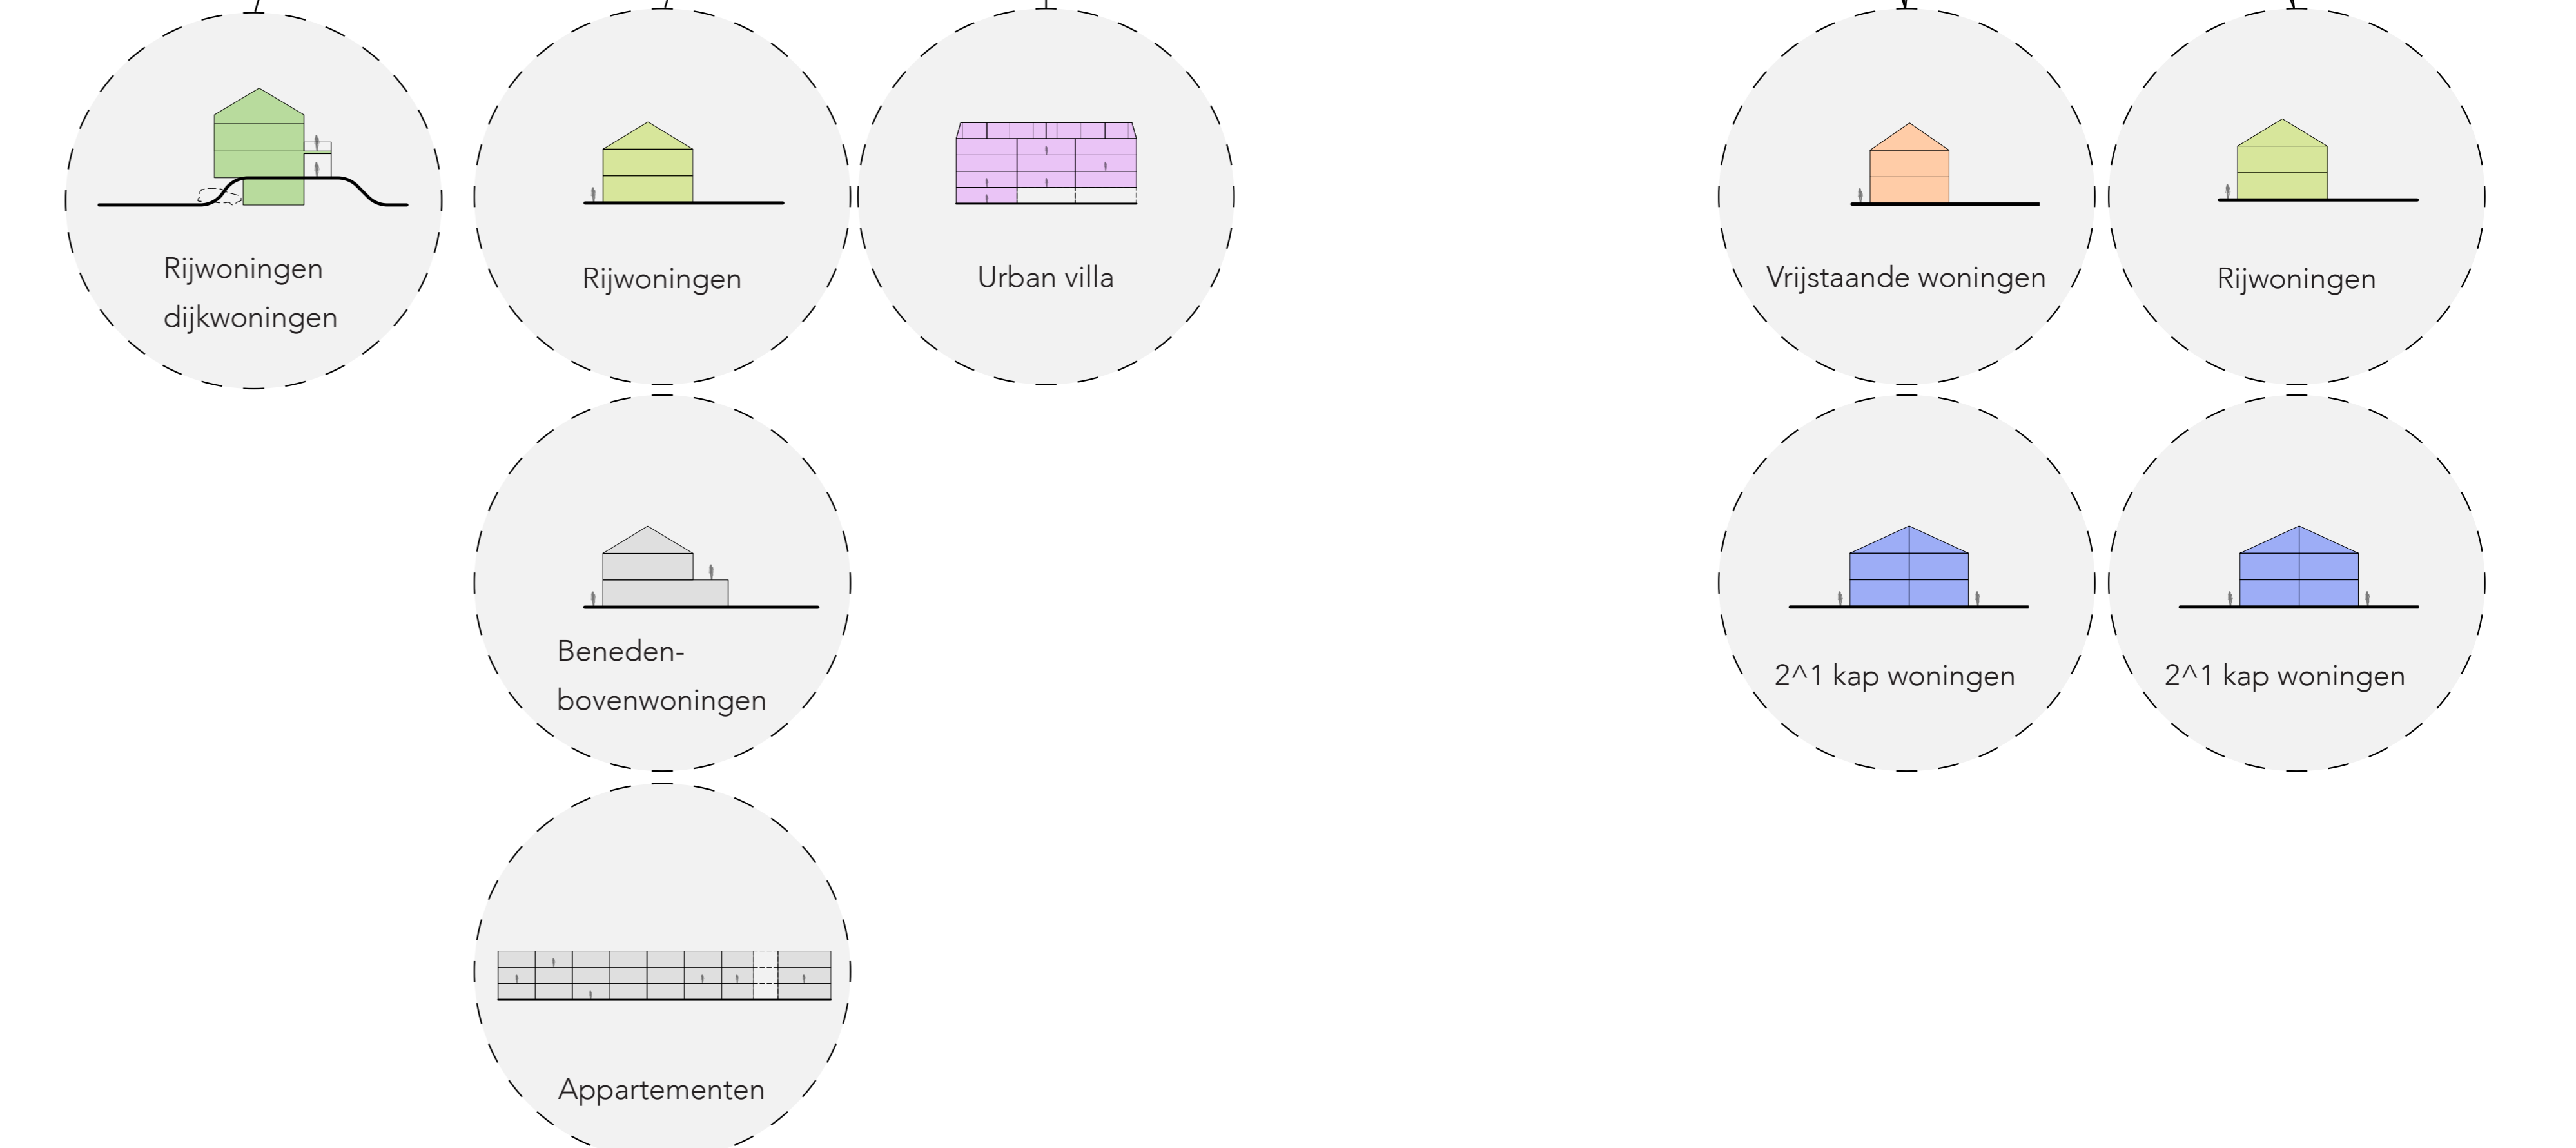 Rijwoningen
dijkwoningen
Rijwoningen
Urban villa
Vrijstaande woningen
Rijwoningen
Beneden-
bovenwoningen
2^1 kap woningen
2^1 kap woningen
Appartementen